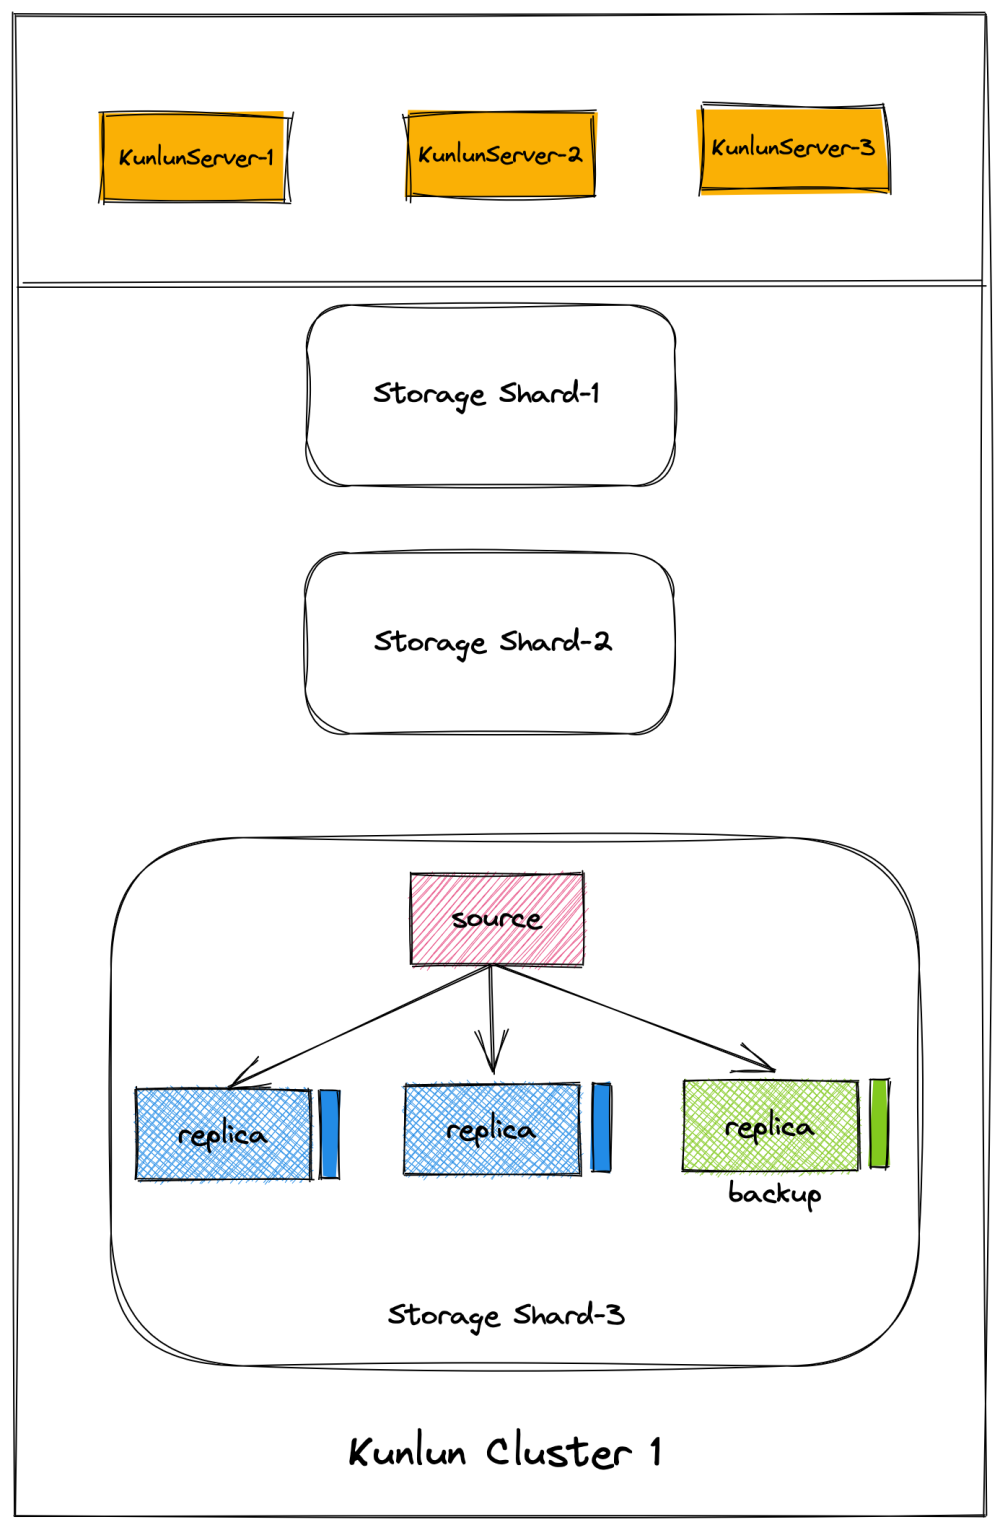 KunlunServer-1
KunlunServer-2
KunlunServer-3
Storage Shard-1
Storage Shard-2
source
replica
replica
replica
backup
Storage Shard-3
Kunlun Cluster 1